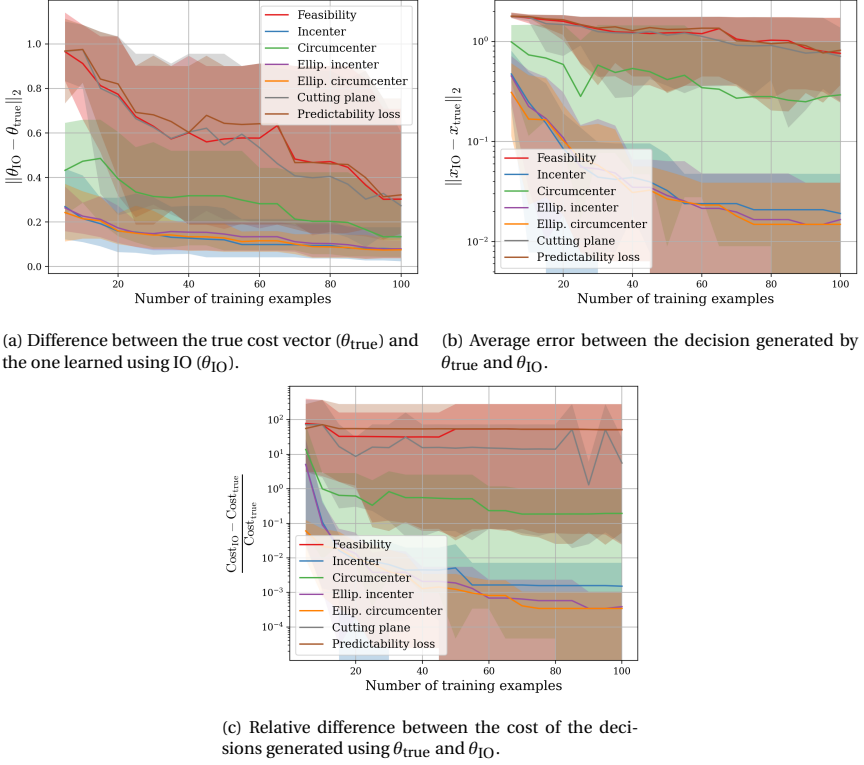 Feasibility
Incenter
Circumcenter
Ellip. incenter
Ellip. circumcenter
Cutting plane
Predictability loss
1.0
0.8
0.6
0.4
0.2
0.0
||θ_IO − θ_true||_2
20 40 60 80 100
Number of training examples
(a) Difference between the true cost vector (θ_true) and
the one learned using IO (θ_IO).
10^0
10^−1
10^−2
||x_IO − x_true||_2
Feasibility
Incenter
Circumcenter
Ellip. incenter
Ellip. circumcenter
Cutting plane
Predictability loss
20 40 60 80 100
Number of training examples
(b) Average error between the decision generated by
θ_true and θ_IO.
10^2
10^1
10^0
10^−1
10^−2
10^−3
10^−4
Cost_IO − Cost_true
Cost_true
Feasibility
Incenter
Circumcenter
Ellip. incenter
Ellip. circumcenter
Cutting plane
Predictability loss
20 40 60 80 100
Number of training examples
(c) Relative difference between the cost of the deci-
sions generated using θ_true and θ_IO.